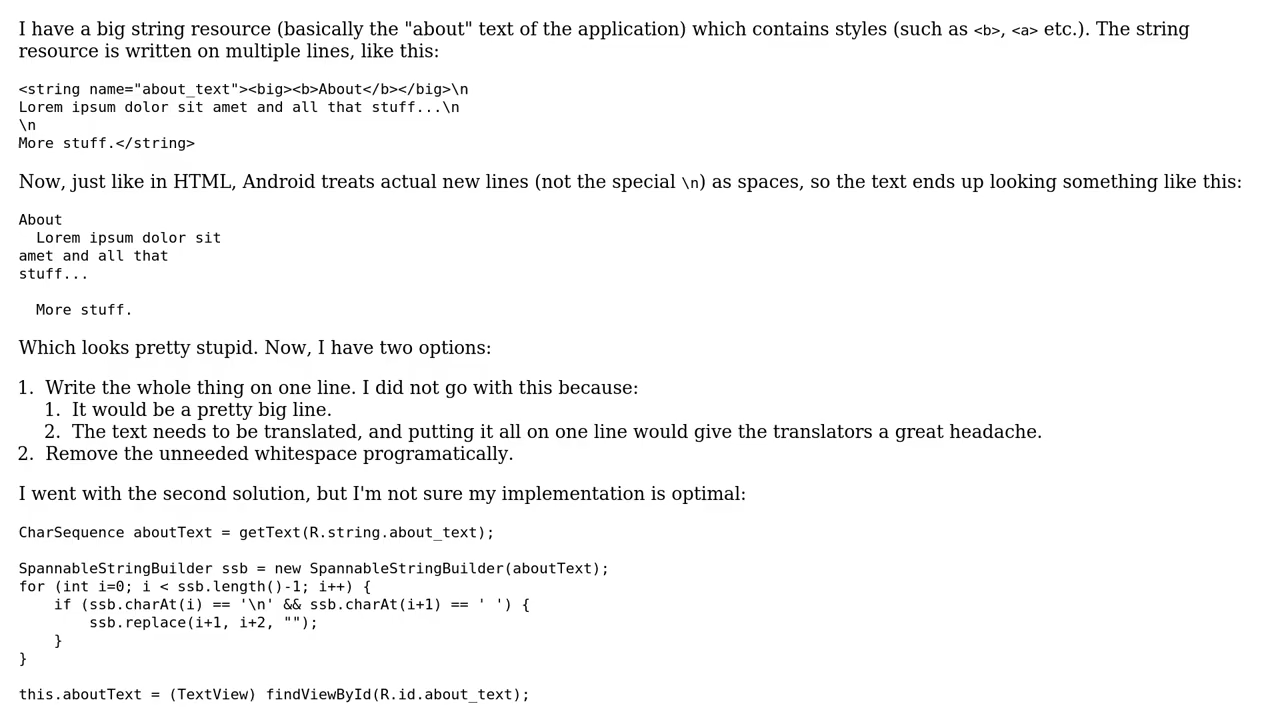 I have a big string resource (basically the "about" text of the application) which contains styles (such as <b>, <a> etc.). The string
resource is written on multiple lines, like this:
<string name="about_text"><big><b>About</b></big>\n
Lorem ipsum dolor sit amet and all that stuff...\n
\n
More stuff.</string>
Now, just like in HTML, Android treats actual new lines (not the special \n) as spaces, so the text ends up looking something like this:
About
  Lorem ipsum dolor sit
amet and all that
stuff...
  More stuff.
Which looks pretty stupid. Now, I have two options:
1. Write the whole thing on one line. I did not go with this because:
1. It would be a pretty big line.
2. The text needs to be translated, and putting it all on one line would give the translators a great headache.
2. Remove the unneeded whitespace programatically.
I went with the second solution, but I'm not sure my implementation is optimal:
CharSequence aboutText = getText(R.string.about_text);
SpannableStringBuilder ssb = new SpannableStringBuilder(aboutText);
for (int i=0; i < ssb.length()-1; i++) {
    if (ssb.charAt(i) == '\n' && ssb.charAt(i+1) == ' ') {
        ssb.replace(i+1, i+2, "");
    }
}
this.aboutText = (TextView) findViewById(R.id.about_text);